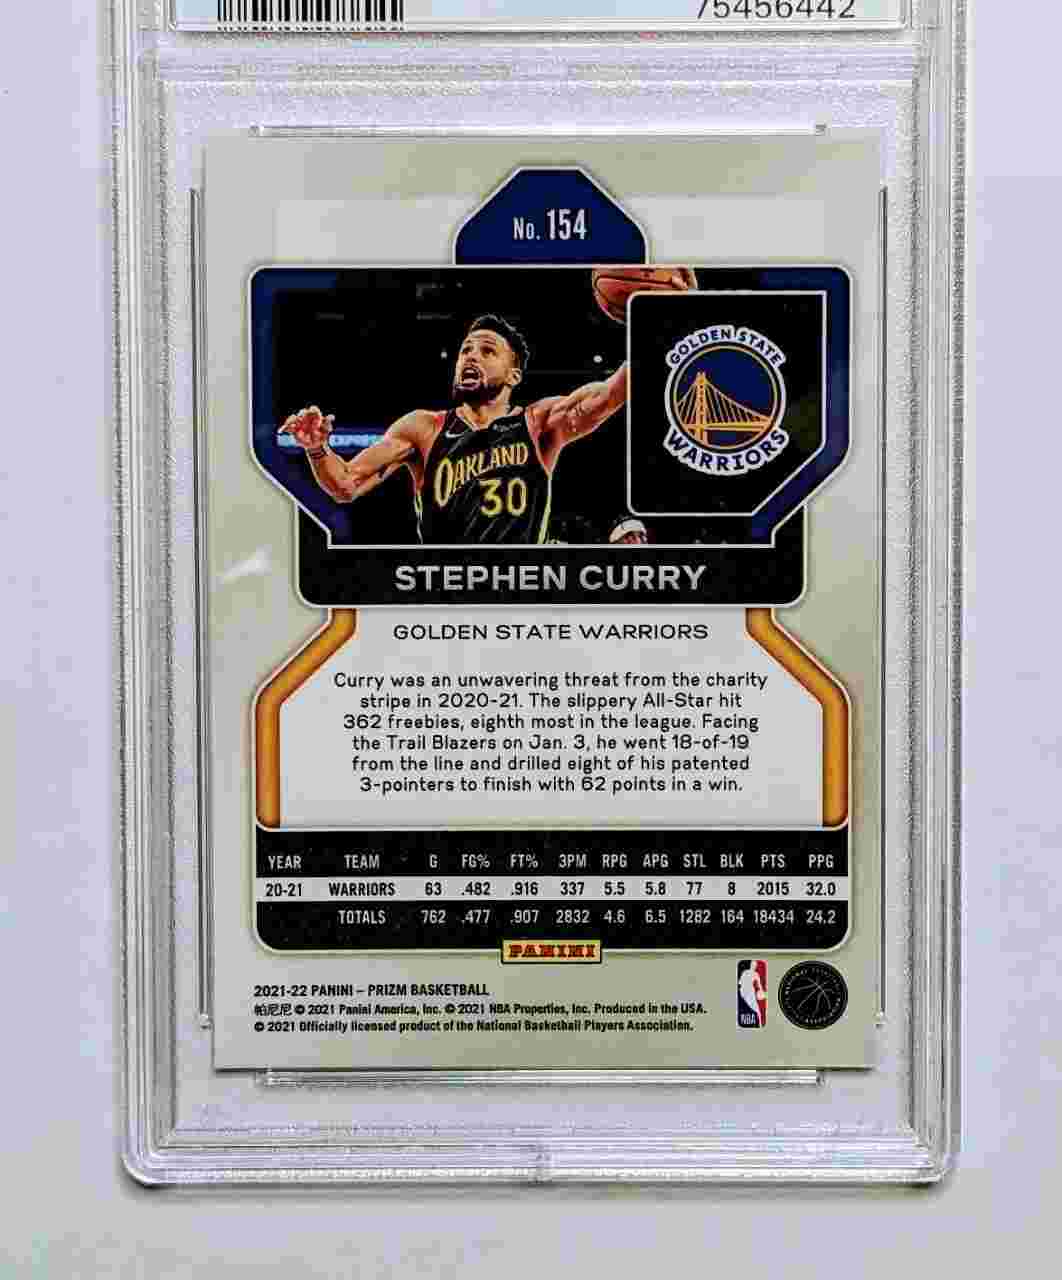 75456442
No. 154
GOLDEN STATE
WARRIORS
OAKLAND
30
STEPHEN CURRY
GOLDEN STATE WARRIORS
Curry was an unwavering threat from the charity
stripe in 2020-21. The slippery All-Star hit
362 freebies, eighth most in the league. Facing
the Trail Blazers on Jan. 3, he went 18-of-19
from the line and drilled eight of his patented
3-pointers to finish with 62 points in a win.
YEAR TEAM G FG% FT% 3PM RPG APG STL BLK PTS PPG
20-21 WARRIORS 63 .482 .916 337 5.5 5.8 77 8 2015 32.0
TOTALS 762 .477 .907 2832 4.6 6.5 1282 164 18434 24.2
PANINI
2021-22 PANINI – PRIZM BASKETBALL
帕尼尼 © 2021 Panini America, Inc. © 2021 NBA Properties, Inc. Produced in the USA.
© 2021 Officially licensed product of the National Basketball Players Association.
NBA